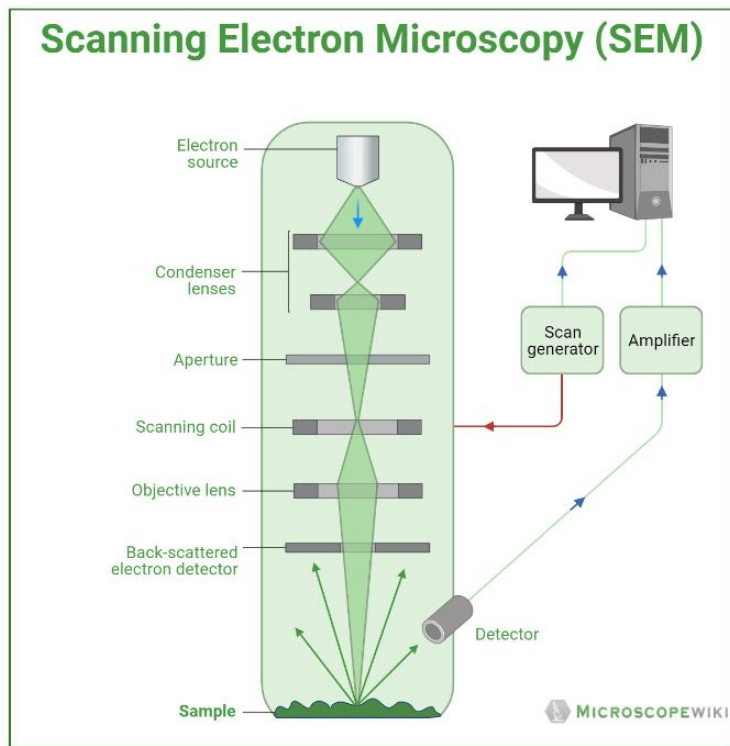 Scanning Electron Microscopy (SEM)
Electron
source
Condenser
lenses
Aperture
Scanning coil
Objective lens
Back-scattered
electron detector
Sample
Scan
generator
Amplifier
Detector
MICROSCOPEWIKI